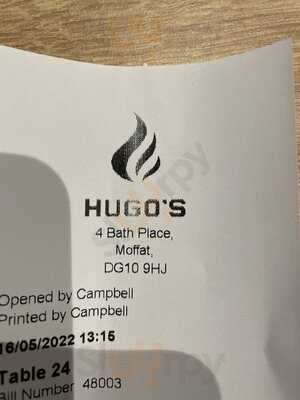 HUGO'S
4 Bath Place,
Moffat,
DG10 9HJ
Opened by Campbell
Printed by Campbell
16/05/2022 13:15
Table 24
Bill Number 48003